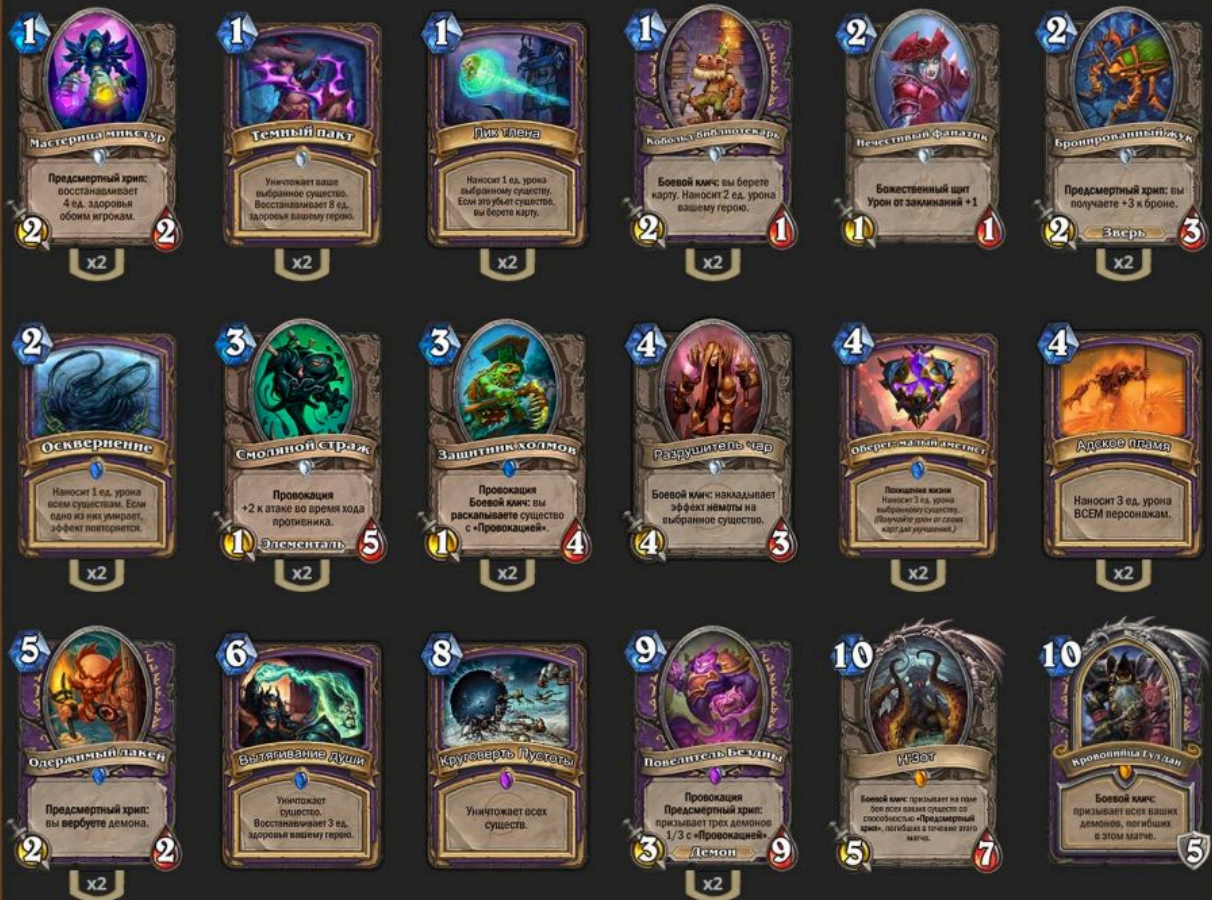 1
Мастерица микстур
Предсмертный хрип:
восстанавливает
4 ед. здоровья
обоим игрокам.
2
2
x2
1
Темный пакт
Уничтожает ваше
выбранное существо.
Восстанавливает 8 ед.
здоровья вашему герою.
x2
1
Лик тлена
Наносит 1 ед. урона
выбранному существу.
Если это убьет существо,
вы берете карту.
x2
1
Кобольд-библиотекарь
Боевой клич: вы берете
карту. Наносит 2 ед. урона
вашему герою.
2
1
x2
2
Нечестивый фанатик
Божественный щит
Урон от заклинаний +1
1
1
2
Бронированный жук
Предсмертный хрип: вы
получаете +3 к броне.
2
Зверь
3
x2
2
Осквернение
Наносит 1 ед. урона
всем существам. Если
одно из них умирает,
эффект повторяется.
x2
3
Смоляной страж
Провокация
+2 к атаке во время хода
противника.
1
Элементаль
5
x2
3
Защитник холмов
Провокация
Боевой клич: вы
раскапываете существо
с «Провокацией».
1
4
x2
4
Разрушитель чар
Боевой клич: накладывает
эффект немоты на
выбранное существо.
4
3
4
Оберег: малый аметист
Похищение жизни
Наносит 3 ед. урона
выбранному существу.
(Получайте урон от своих
карт для улучшения.)
x2
4
Адское пламя
Наносит 3 ед. урона
ВСЕМ персонажам.
x2
5
Одержимый лакей
Предсмертный хрип:
вы вербуете демона.
2
2
x2
6
Вытягивание души
Уничтожает
существо.
Восстанавливает 3 ед.
здоровья вашему герою.
8
Круговерть Пустоты
Уничтожает всех
существ.
9
Повелитель Бездны
Провокация
Предсмертный хрип:
призывает трех демонов
1/3 с «Провокацией».
3
Демон
9
x2
10
Н'Зот
Боевой клич: призывает на поле
боя всех ваших существ со
способностью «Предсмертный
хрип», погибших в течение этого
матча.
5
7
10
Кровопийца Гул'дан
Боевой клич:
призывает всех ваших
демонов, погибших
в этом матче.
5